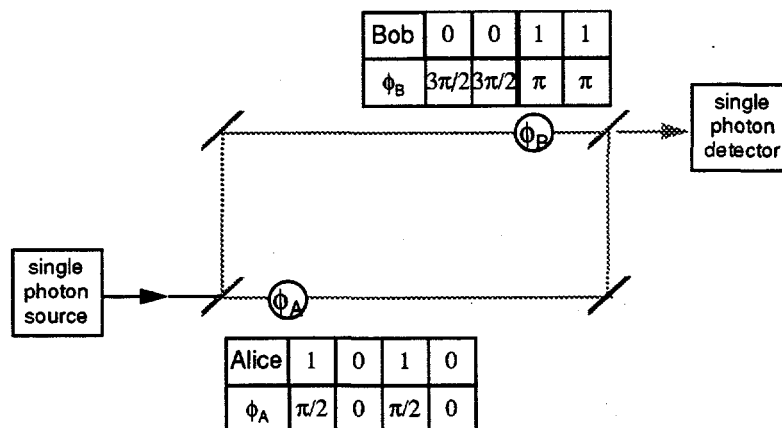 Bob 0 0 1 1
ϕB 3π/2 3π/2 π π
single
photon
detector
ϕB
single
photon
source
ϕA
Alice 1 0 1 0
ϕA π/2 0 π/2 0